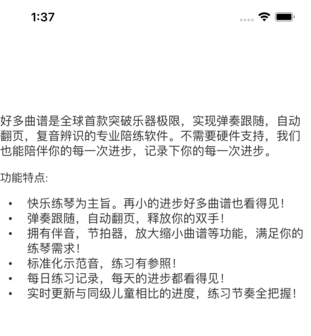 1:37
好多曲谱是全球首款突破乐器极限，实现弹奏跟随，自动
翻页，复音辨识的专业陪练软件。不需要硬件支持，我们
也能陪伴你的每一次进步，记录下你的每一次进步。
功能特点:
• 快乐练琴为主旨。再小的进步好多曲谱也看得见！
• 弹奏跟随，自动翻页，释放你的双手！
• 拥有伴音，节拍器，放大缩小曲谱等功能，满足你的
练琴需求！
• 标准化示范音，练习有参照！
• 每日练习记录，每天的进步都看得见！
• 实时更新与同级儿童相比的进度，练习节奏全把握！